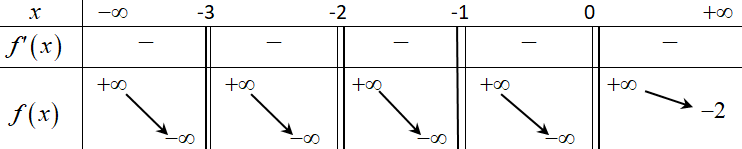 x −∞ -3 -2 -1 0 +∞
f'(x) − − − − −
f(x) +∞ −∞ +∞ −∞ +∞ −∞ +∞ −∞ +∞ −2